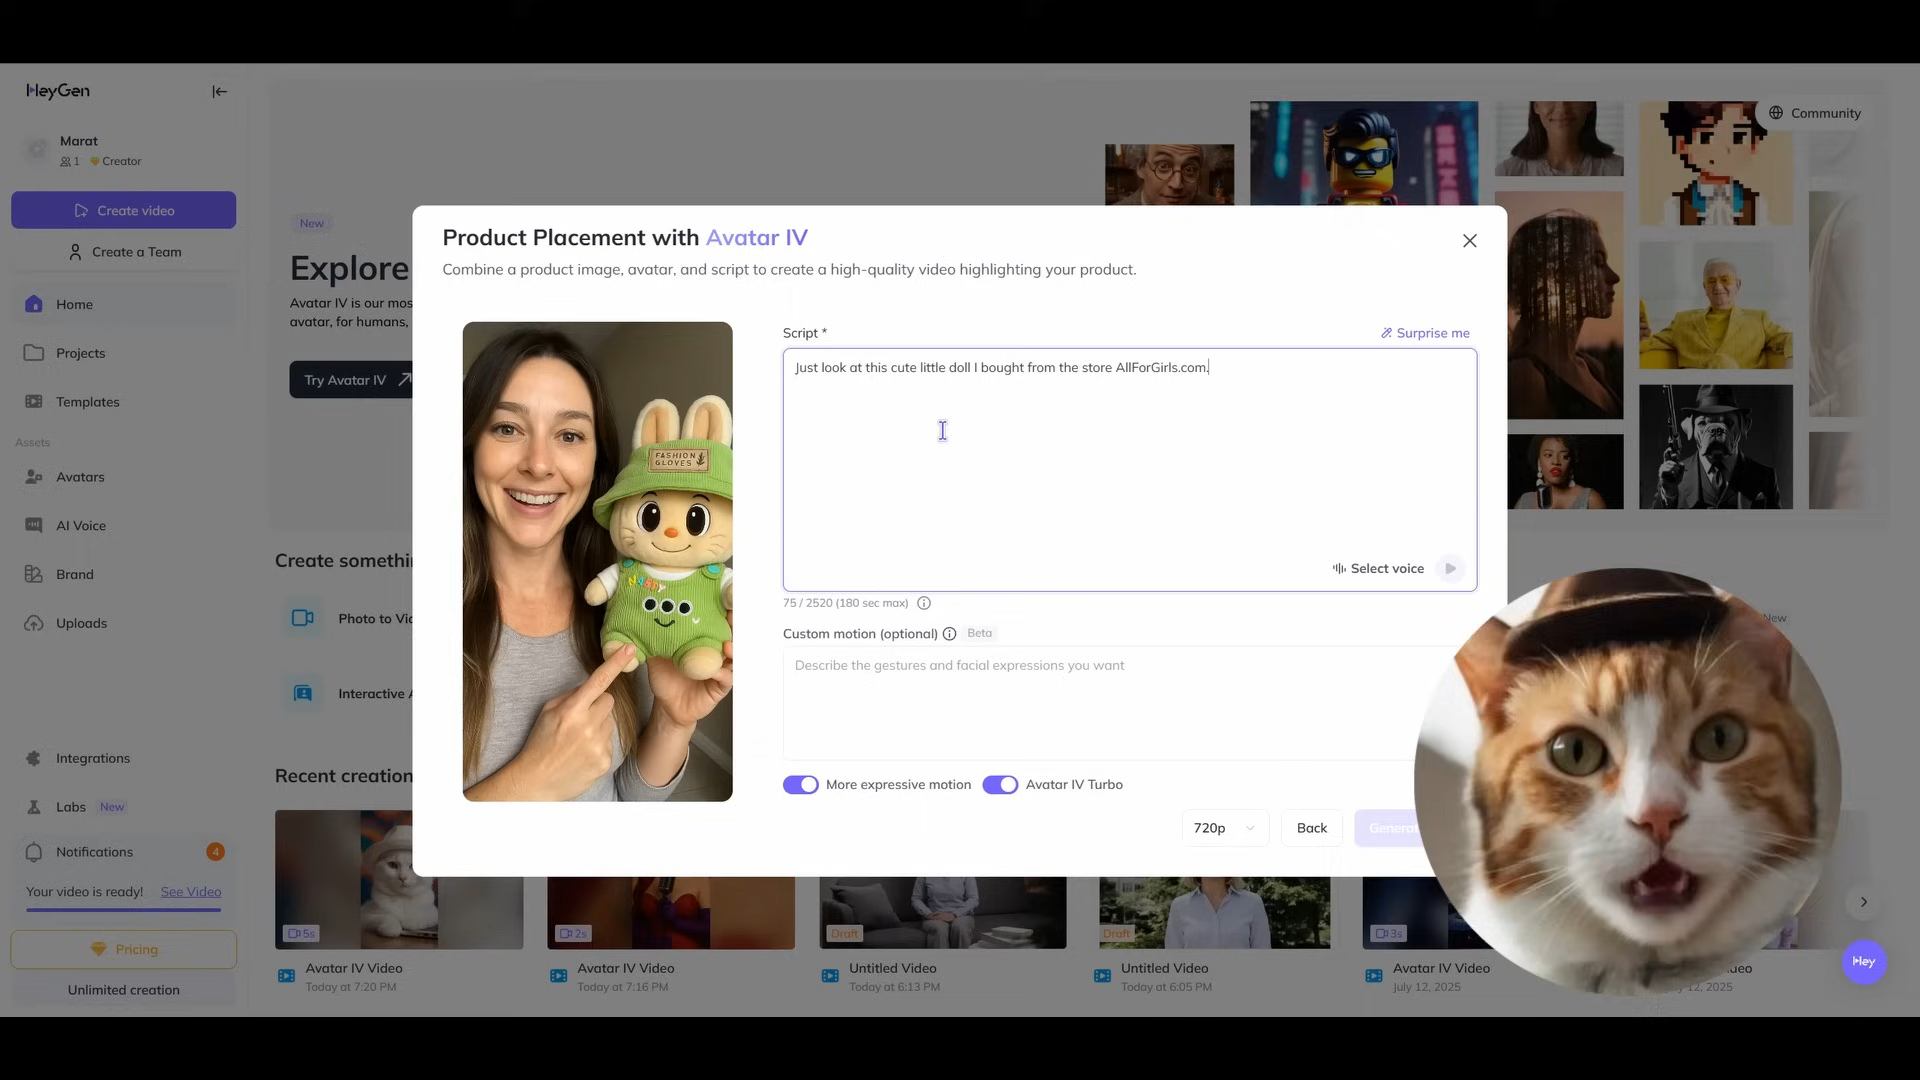 HeyGen
Marat
1 Creator
Create video
Create a Team
Home
Projects
Templates
Assets
Avatars
AI Voice
Brand
Uploads
Integrations
Labs New
Notifications 4
Your video is ready! See Video
Pricing
Unlimited creation
Community
New
Explore
Avatar IV is our mos
avatar, for humans,
Try Avatar IV
Product Placement with Avatar IV
Combine a product image, avatar, and script to create a high-quality video highlighting your product.
FASHION
GLOVES
Script *
Surprise me
Just look at this cute little doll I bought from the store AllForGirls.com.
Select voice
75 / 2520 (180 sec max)
Custom motion (optional) Beta
Describe the gestures and facial expressions you want
More expressive motion
Avatar IV Turbo
720p
Back
Generat
Create somethi
Photo to Vi
New
Interactive A
Recent creation
5s
2s
Draft
Draft
3s
Avatar IV Video
Today at 7:20 PM
Avatar IV Video
Today at 7:16 PM
Untitled Video
Today at 6:13 PM
Untitled Video
Today at 6:05 PM
Avatar IV Video
July 12, 2025
deo
12, 2025
Hey